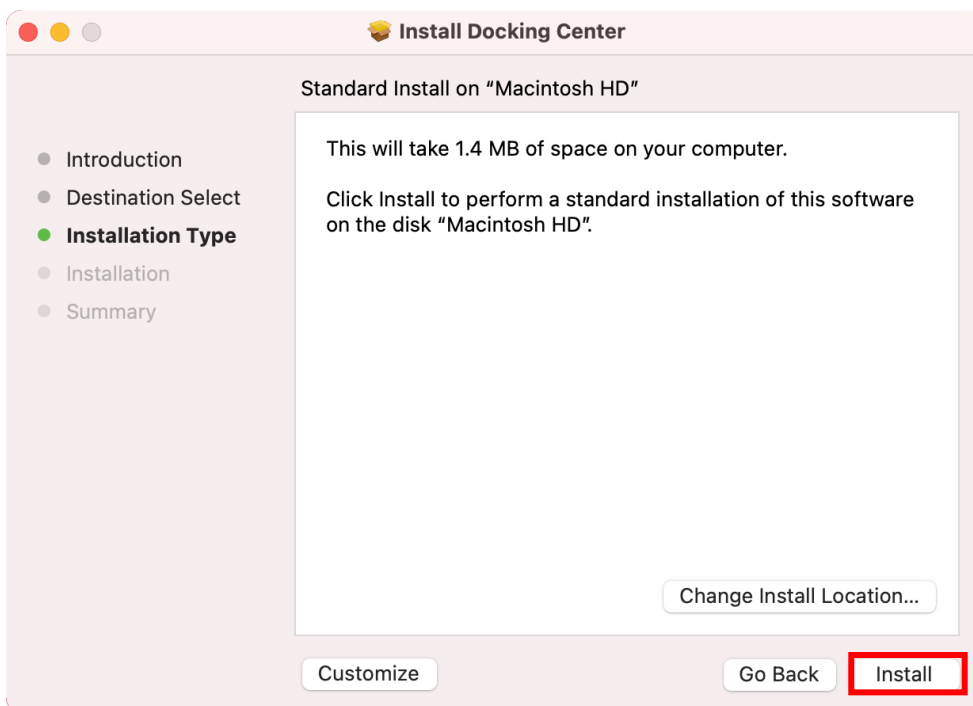 Install Docking Center
Standard Install on “Macintosh HD”
Introduction
Destination Select
Installation Type
Installation
Summary
This will take 1.4 MB of space on your computer.
Click Install to perform a standard installation of this software
on the disk “Macintosh HD”.
Change Install Location...
Customize
Go Back
Install